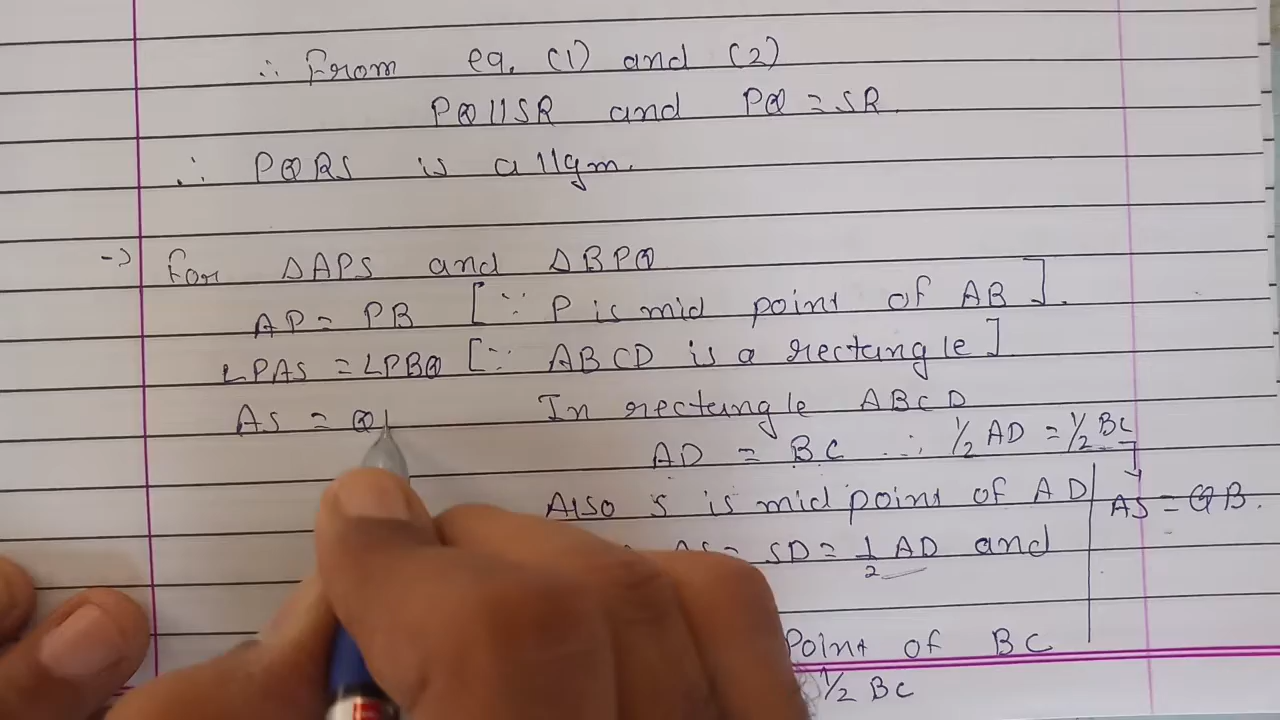 ∴ From eq. (1) and (2)
PQ || SR and PQ = SR
∴ PQRS is a ||gm.
-> For ΔAPS and ΔBPQ
AP = PB [∵ P is mid point of AB].
∠PAS = ∠PBQ [∵ ABCD is a rectangle]
AS = Q
In rectangle ABCD
AD = BC ∴ 1/2 AD = 1/2 BC
Also S is mid point of AD
AS = QB.
AS = SD = 1/2 AD and
Point of BC
1/2 BC